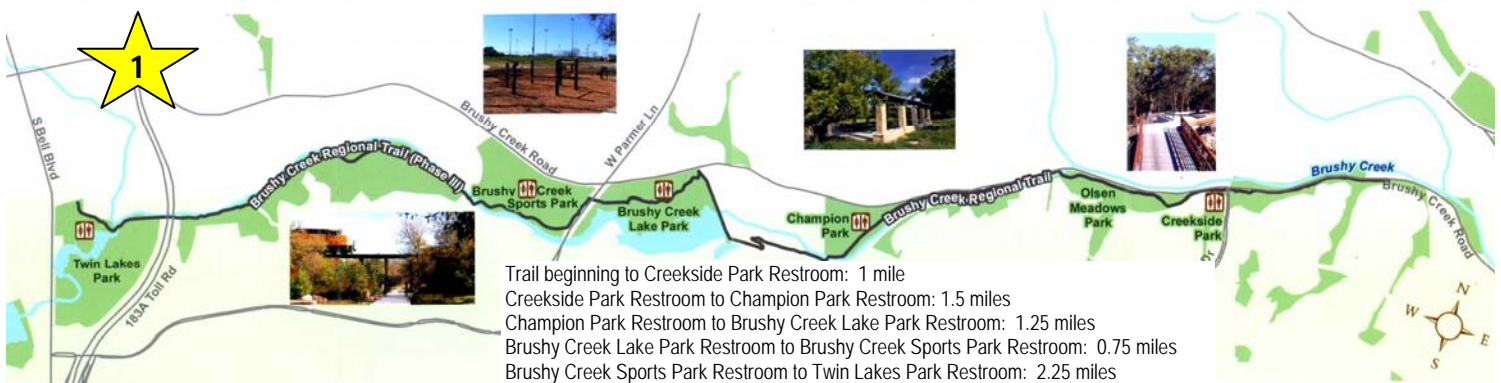 1
S Bell Blvd
Brushy Creek Regional Trail (Phase III)
Brushy Creek Road
W Parmer Ln
Brushy Creek
Sports Park
Brushy Creek
Lake Park
Champion
Park
Brushy Creek Regional Trail
Olsen
Meadows
Park
Creekside
Park
Brushy Creek
Brushy Creek Road
Twin Lakes
Park
183A Toll Rd
Dr
N
W
E
S
Trail beginning to Creekside Park Restroom: 1 mile
Creekside Park Restroom to Champion Park Restroom: 1.5 miles
Champion Park Restroom to Brushy Creek Lake Park Restroom: 1.25 miles
Brushy Creek Lake Park Restroom to Brushy Creek Sports Park Restroom: 0.75 miles
Brushy Creek Sports Park Restroom to Twin Lakes Park Restroom: 2.25 miles